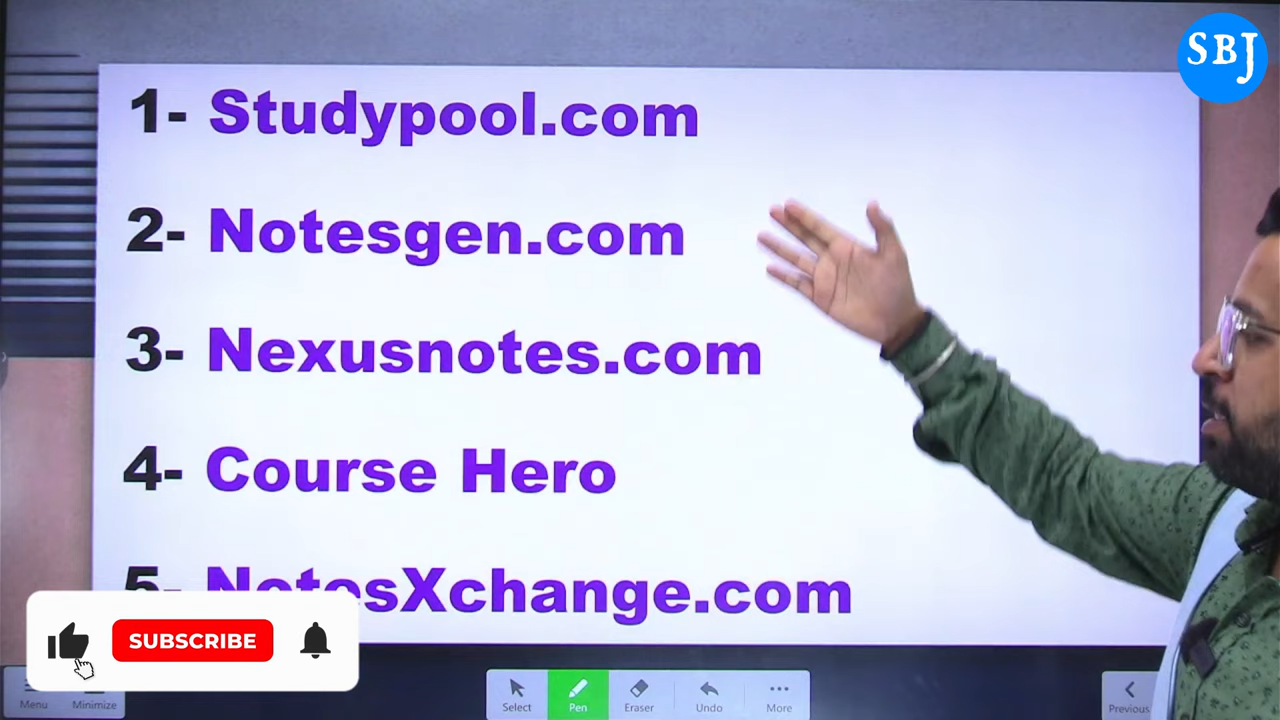 SBJ
1- Studypool.com
2- Notesgen.com
3- Nexusnotes.com
4- Course Hero
5- NotesXchange.com
SUBSCRIBE
Menu
Minimize
Select
Pen
Eraser
Undo
More
Previous